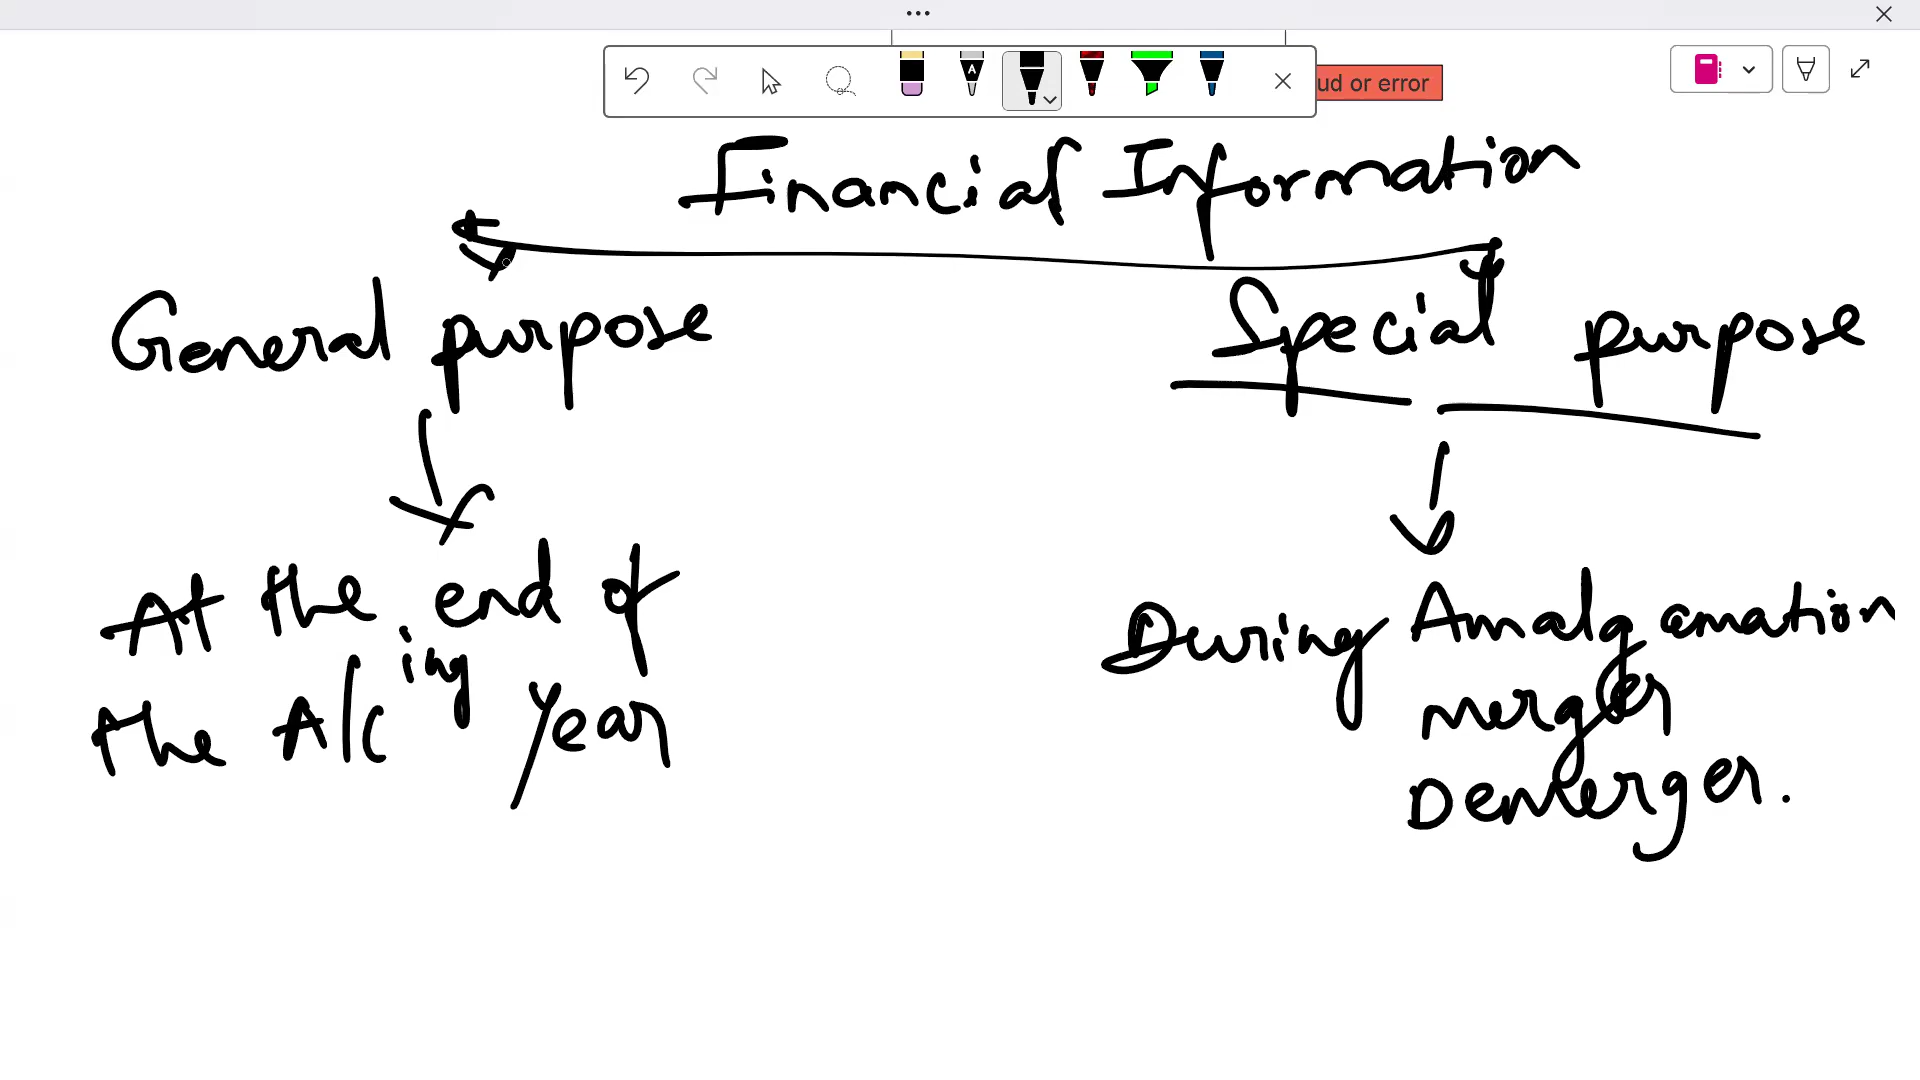 ud or error
Financial Information
General purpose
Special purpose
At the end of
the A/cing year
During Amalgamation
merger
Demerger.